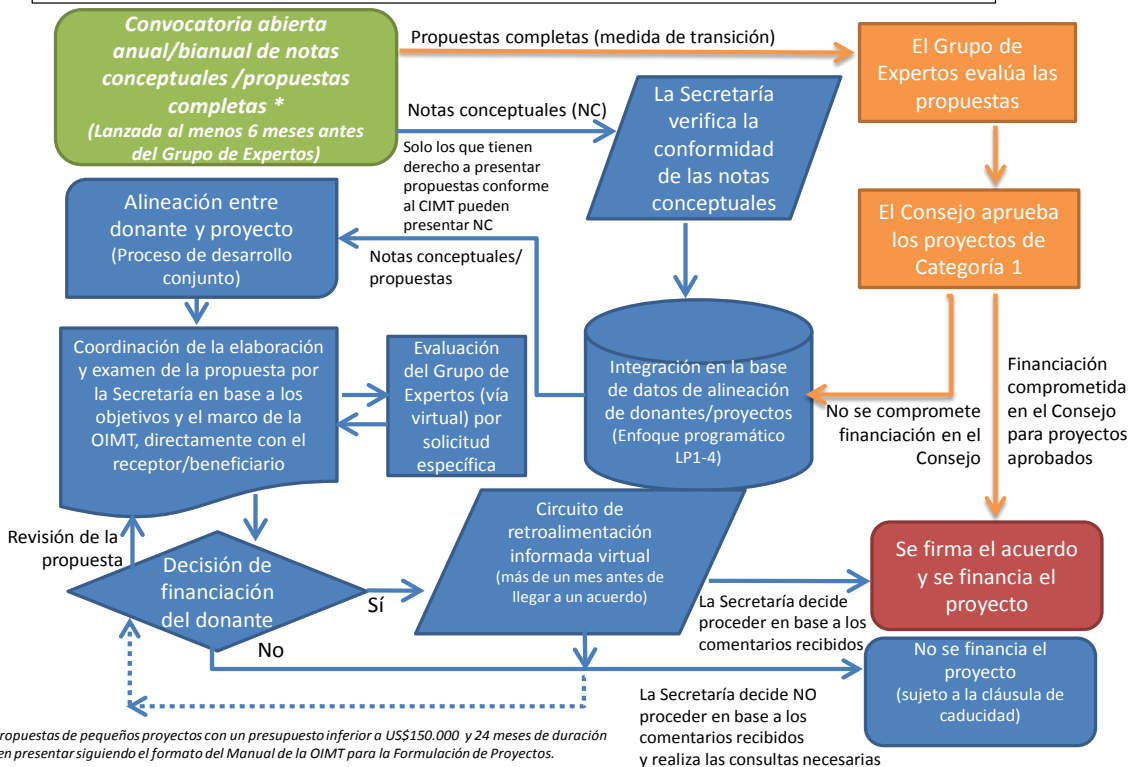 Convocatoria abierta
anual/bianual de notas
conceptuales /propuestas
completas *
(Lanzada al menos 6 meses antes
del Grupo de Expertos)
Propuestas completas (medida de transición)
El Grupo de
Expertos evalúa las
propuestas
Notas conceptuales (NC)
Solo los que tienen
derecho a presentar
propuestas conforme
al CIMT pueden
presentar NC
La Secretaría
verifica la
conformidad
de las notas
conceptuales
El Consejo aprueba
los proyectos de
Categoría 1
Alineación entre
donante y proyecto
(Proceso de desarrollo
conjunto)
Notas conceptuales/
propuestas
Coordinación de la elaboración
y examen de la propuesta por
la Secretaría en base a los
objetivos y el marco de la
OIMT, directamente con el
receptor/beneficiario
Evaluación
del Grupo de
Expertos (vía
virtual) por
solicitud
específica
Integración en la base
de datos de alineación
de donantes/proyectos
(Enfoque programático
LP1-4)
No se compromete
financiación en el
Consejo
Financiación
comprometida
en el Consejo
para proyectos
aprobados
Revisión de la
propuesta
Decisión de
financiación
del donante
Sí
No
Circuito de
retroalimentación
informada virtual
(más de un mes antes de
llegar a un acuerdo)
La Secretaría decide
proceder en base a los
comentarios recibidos
Se firma el acuerdo
y se financia el
proyecto
No se financia el
proyecto
(sujeto a la cláusula de
caducidad)
La Secretaría decide NO
proceder en base a los
comentarios recibidos
y realiza las consultas necesarias
ropuestas de pequeños proyectos con un presupuesto inferior a US$150.000 y 24 meses de duración
en presentar siguiendo el formato del Manual de la OIMT para la Formulación de Proyectos.